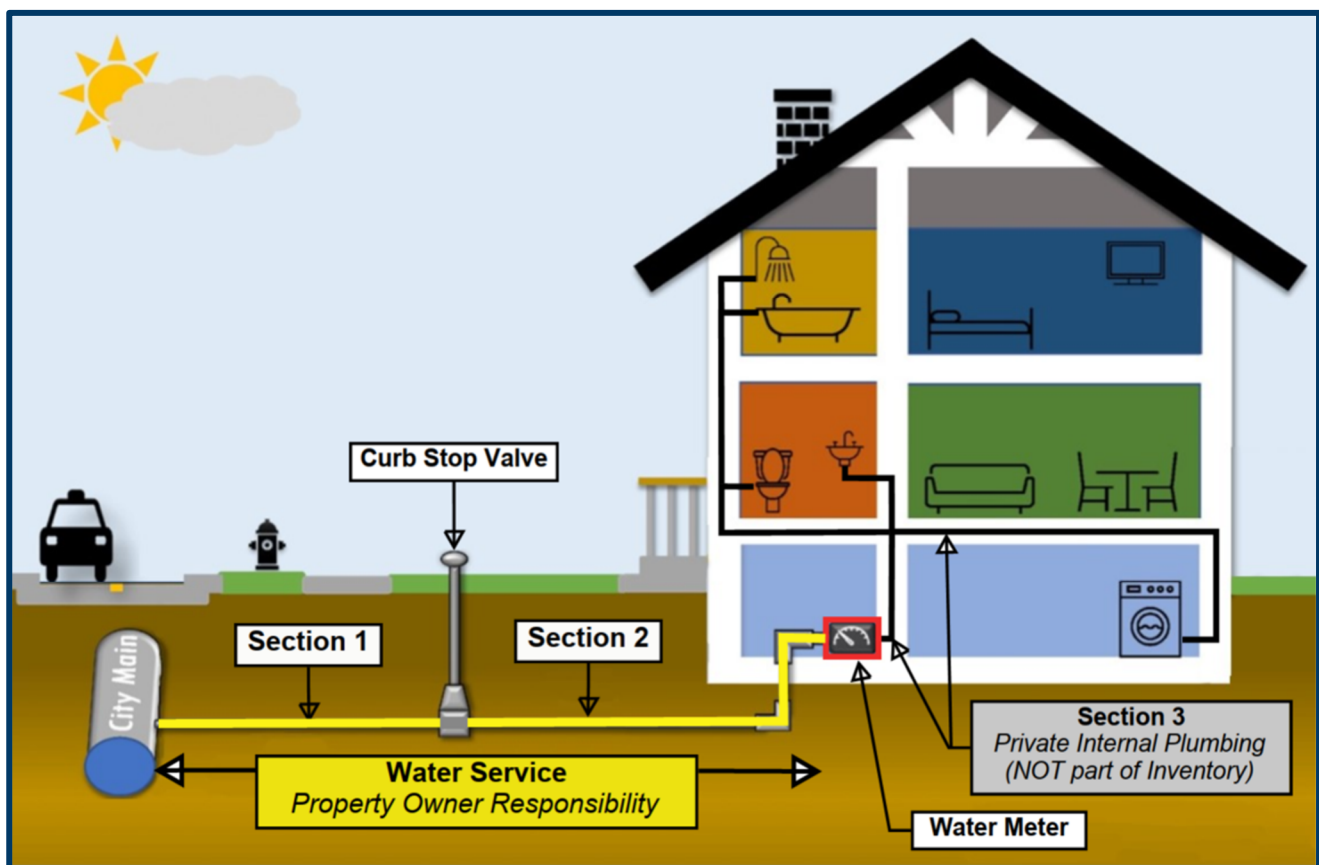 Curb Stop Valve
Section 1
Section 2
City Main
Water Service
Property Owner Responsibility
Section 3
Private Internal Plumbing
(NOT part of Inventory)
Water Meter